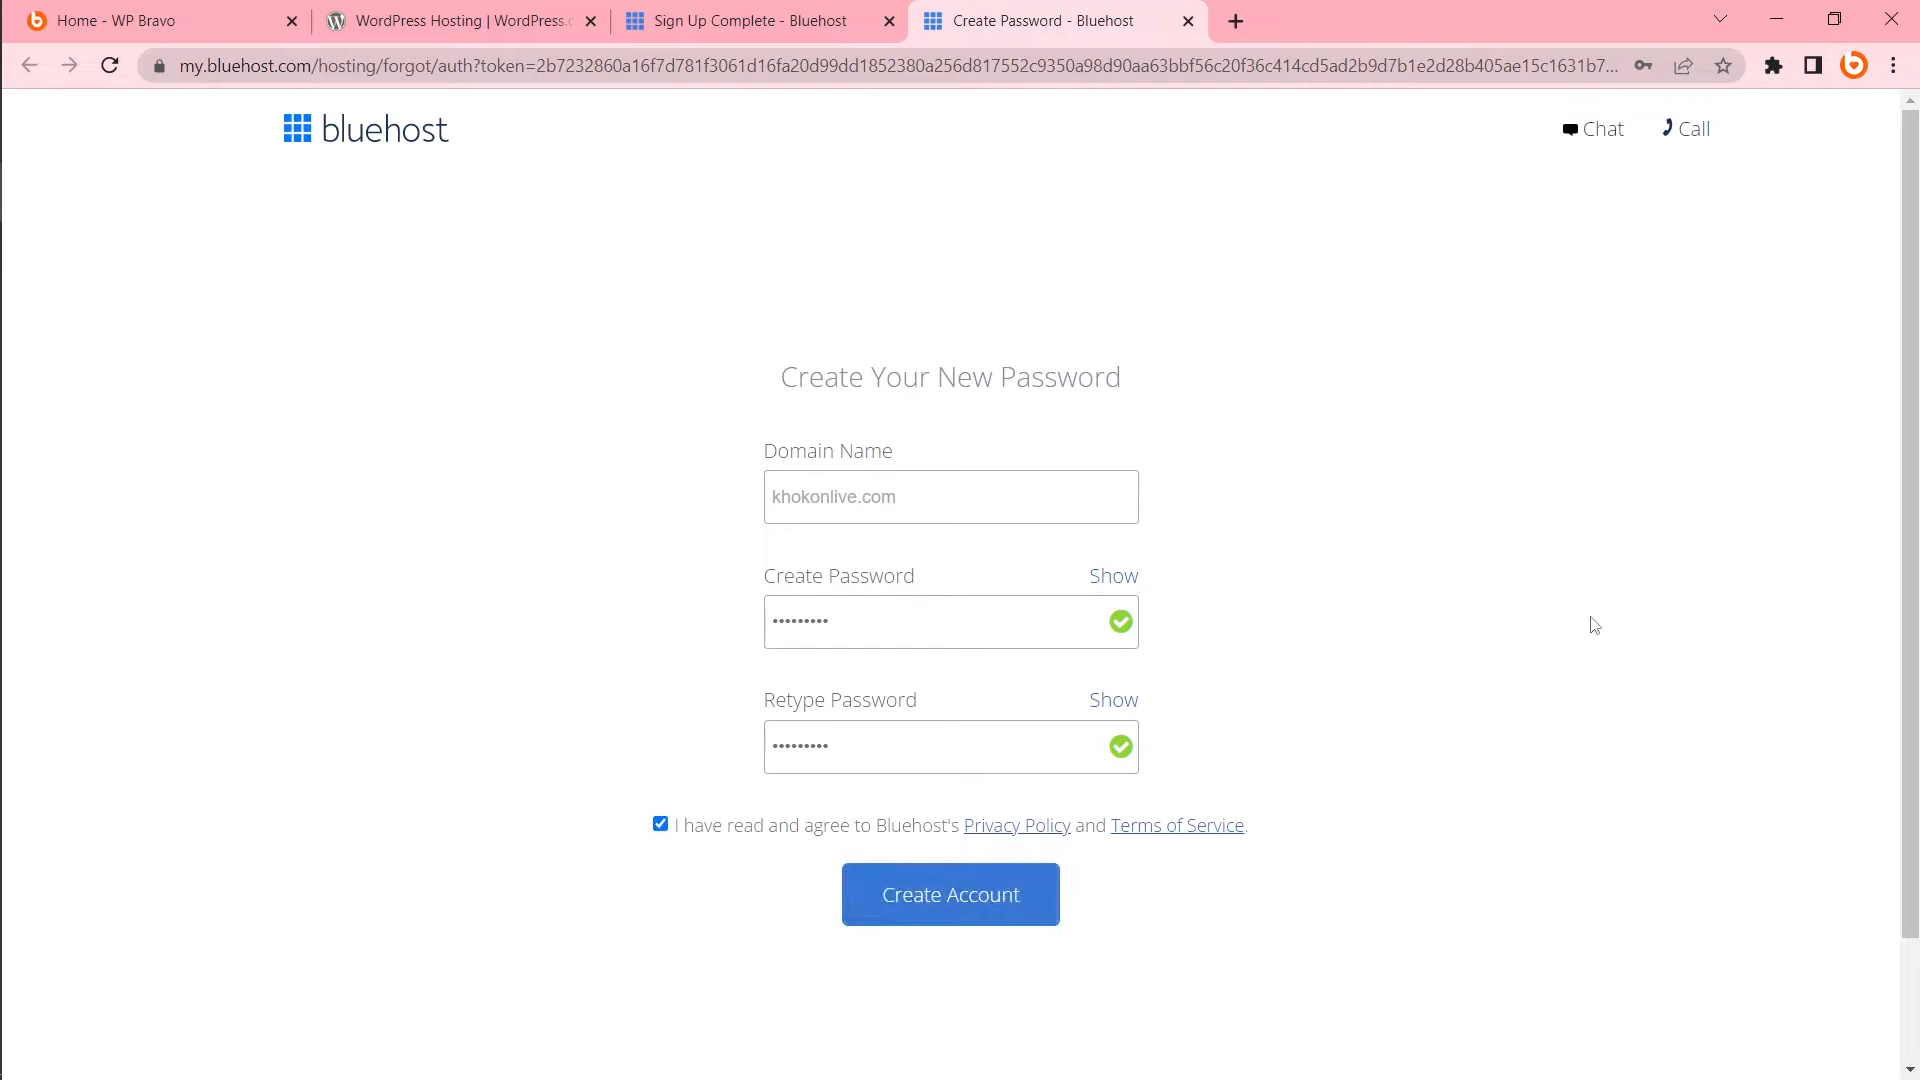 Home - WP Bravo
WordPress Hosting | WordPress.
Sign Up Complete - Bluehost
Create Password - Bluehost
my.bluehost.com/hosting/forgot/auth?token=2b7232860a16f7d781f3061d16fa20d99dd1852380a256d817552c9350a98d90aa63bbf56c20f36c414cd5ad2b9d7b1e2d28b405ae15c1631b7...
bluehost
Chat
Call
Create Your New Password
Domain Name
khokonlive.com
Create Password Show
•••••••••
Retype Password Show
•••••••••
I have read and agree to Bluehost's Privacy Policy and Terms of Service.
Create Account